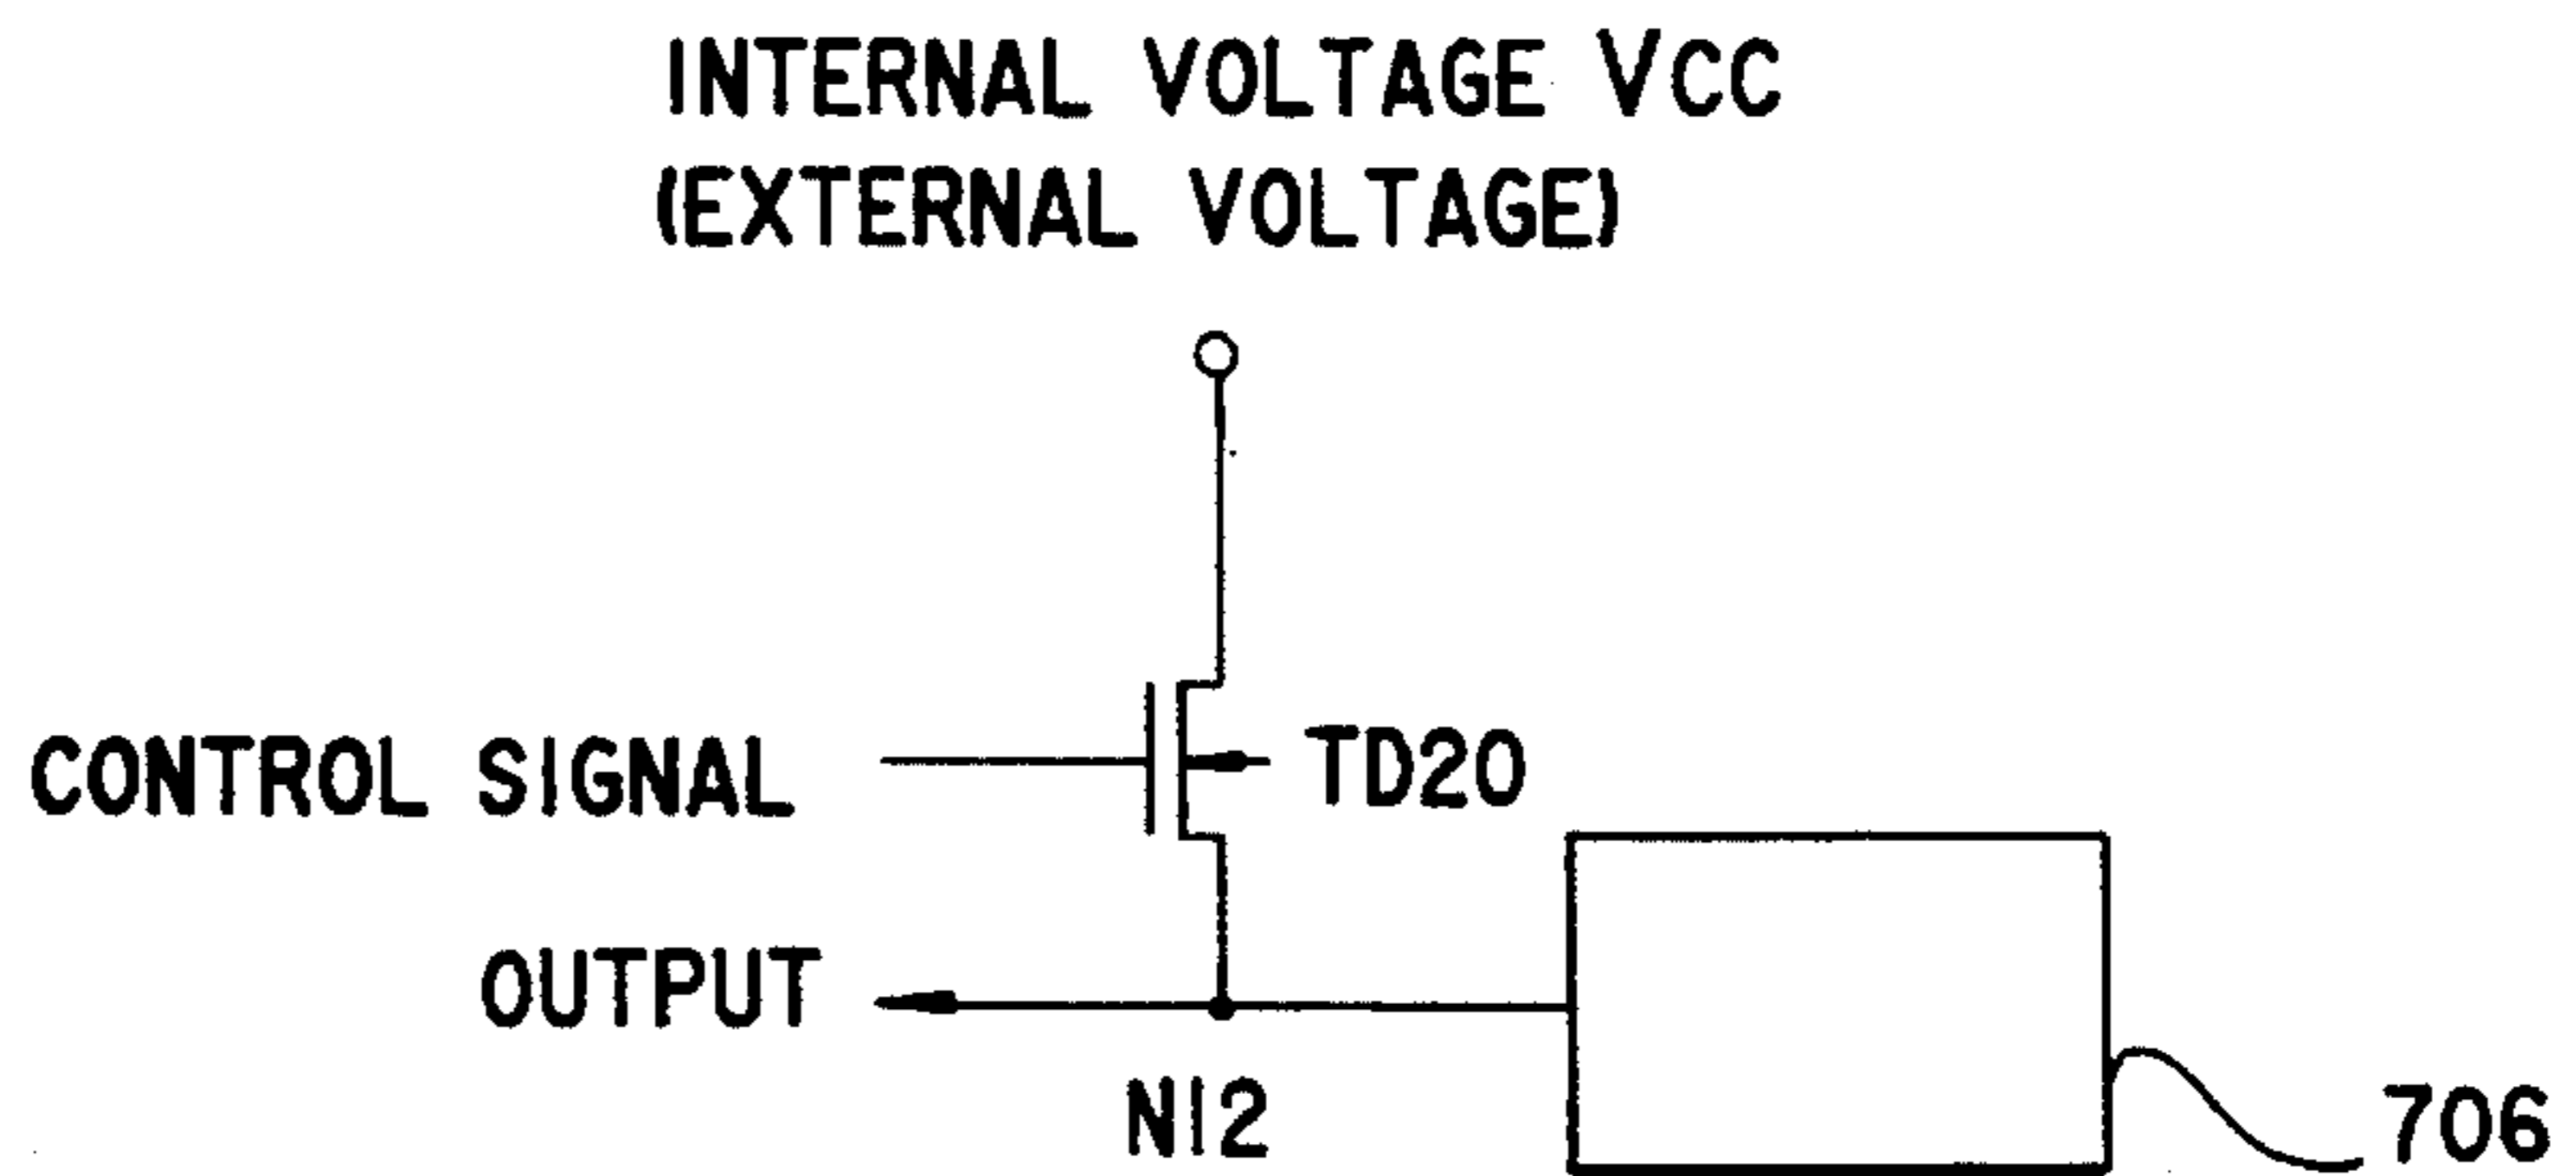 INTERNAL VOLTAGE VCC
(EXTERNAL VOLTAGE)
CONTROL SIGNAL
TD20
OUTPUT
N12
706